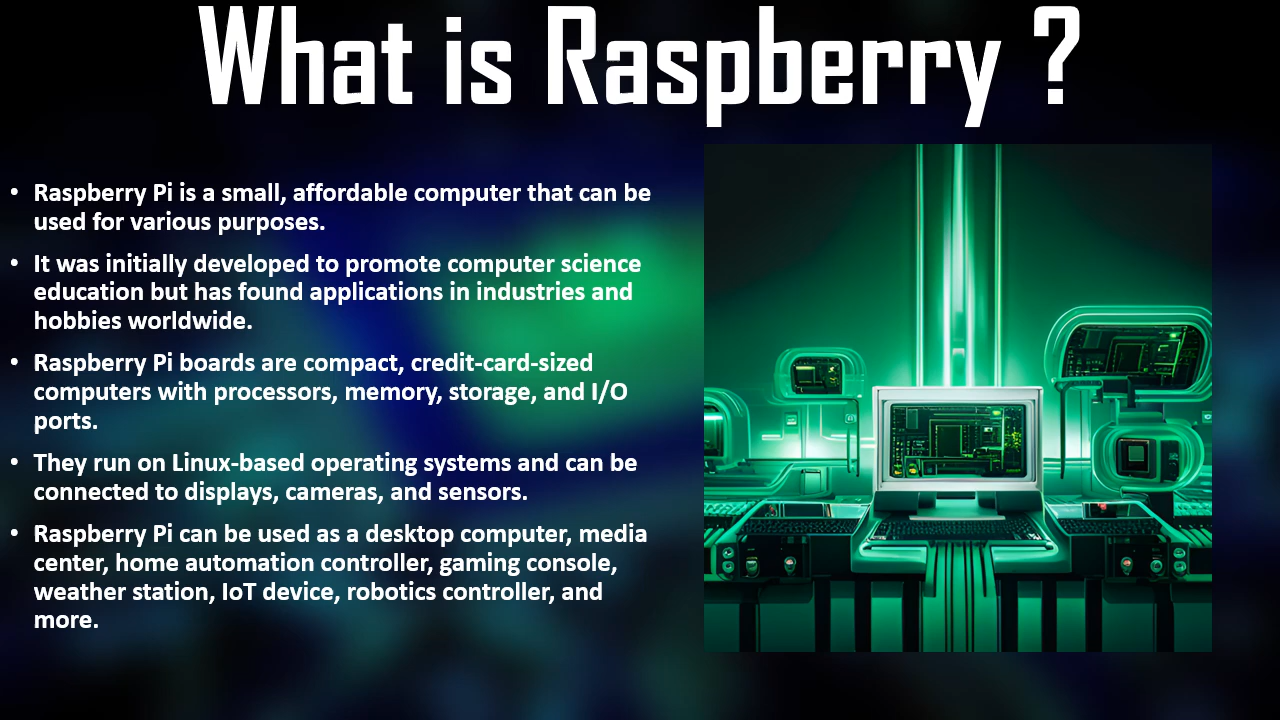 What is Raspberry ?
• Raspberry Pi is a small, affordable computer that can be
used for various purposes.
• It was initially developed to promote computer science
education but has found applications in industries and
hobbies worldwide.
• Raspberry Pi boards are compact, credit-card-sized
computers with processors, memory, storage, and I/O
ports.
• They run on Linux-based operating systems and can be
connected to displays, cameras, and sensors.
• Raspberry Pi can be used as a desktop computer, media
center, home automation controller, gaming console,
weather station, IoT device, robotics controller, and
more.